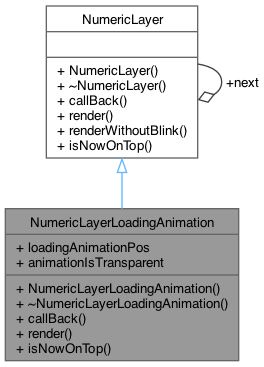 NumericLayer
+ NumericLayer()
+ ~NumericLayer()
+ callBack()
+ render()
+ renderWithoutBlink()
+ isNowOnTop()
+next
NumericLayerLoadingAnimation
+ loadingAnimationPos
+ animationIsTransparent
+ NumericLayerLoadingAnimation()
+ ~NumericLayerLoadingAnimation()
+ callBack()
+ render()
+ isNowOnTop()